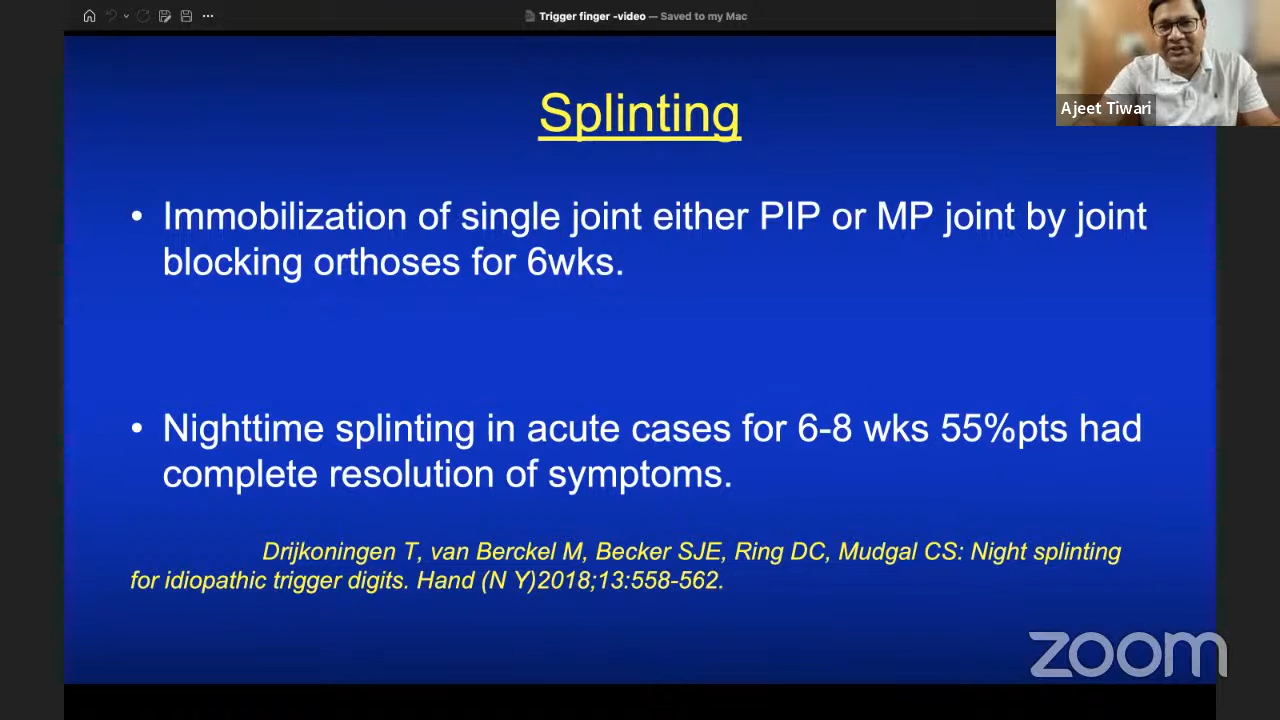 Trigger finger -video — Saved to my Mac
Ajeet Tiwari
Splinting
• Immobilization of single joint either PIP or MP joint by joint
blocking orthoses for 6wks.
• Nighttime splinting in acute cases for 6-8 wks 55%pts had
complete resolution of symptoms.
Drijkoningen T, van Berckel M, Becker SJE, Ring DC, Mudgal CS: Night splinting
for idiopathic trigger digits. Hand (N Y)2018;13:558-562.
zoom